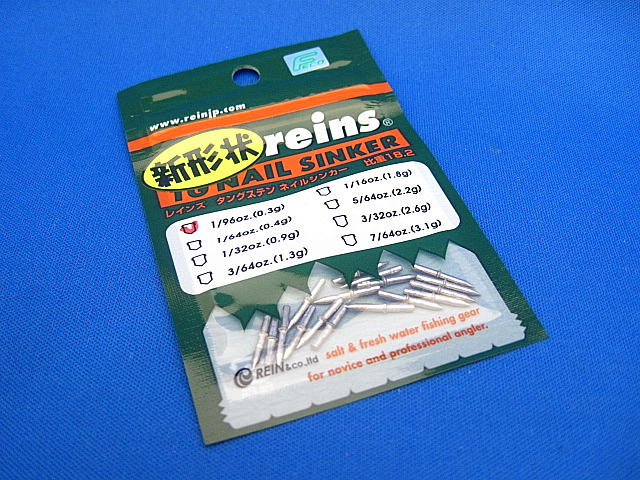 FECO
www.reinjp.com
新形状
reins®
TG NAIL SINKER
レインズ タングステン ネイルシンカー 比重18.2
1/96oz.(0.3g)
1/64oz.(0.4g)
1/32oz.(0.9g)
3/64oz.(1.3g)
1/16oz.(1.8g)
5/64oz.(2.2g)
3/32oz.(2.6g)
7/64oz.(3.1g)
REIN&co.,ltd
salt & fresh water fishing gear
for novice and professional angler.